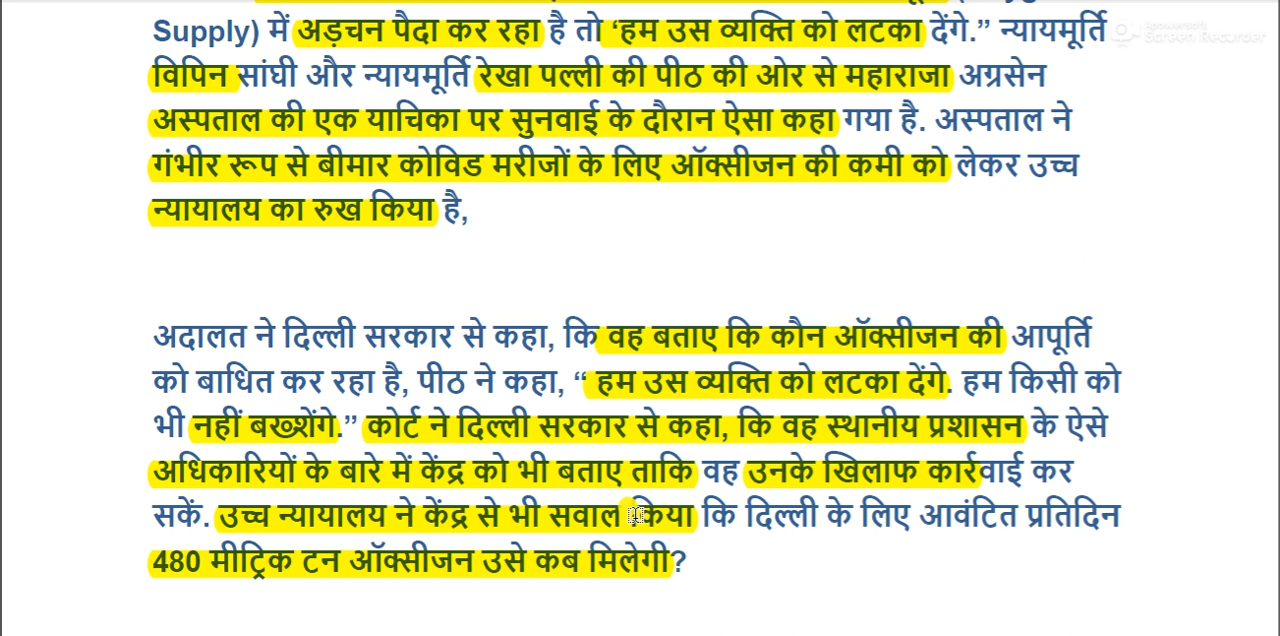 Supply) में अड़चन पैदा कर रहा है तो ‘हम उस व्यक्ति को लटका देंगे.” न्यायमूर्ति
विपिन सांघी और न्यायमूर्ति रेखा पल्ली की पीठ की ओर से महाराजा अग्रसेन
अस्पताल की एक याचिका पर सुनवाई के दौरान ऐसा कहा गया है. अस्पताल ने
गंभीर रूप से बीमार कोविड मरीजों के लिए ऑक्सीजन की कमी को लेकर उच्च
न्यायालय का रुख किया है,
अदालत ने दिल्ली सरकार से कहा, कि वह बताए कि कौन ऑक्सीजन की आपूर्ति
को बाधित कर रहा है, पीठ ने कहा, “ हम उस व्यक्ति को लटका देंगे. हम किसी को
भी नहीं बख्शेंगे.” कोर्ट ने दिल्ली सरकार से कहा, कि वह स्थानीय प्रशासन के ऐसे
अधिकारियों के बारे में केंद्र को भी बताए ताकि वह उनके खिलाफ कार्रवाई कर
सकें. उच्च न्यायालय ने केंद्र से भी सवाल किया कि दिल्ली के लिए आवंटित प्रतिदिन
480 मीट्रिक टन ऑक्सीजन उसे कब मिलेगी?
Apowersoft
Screen Recorder